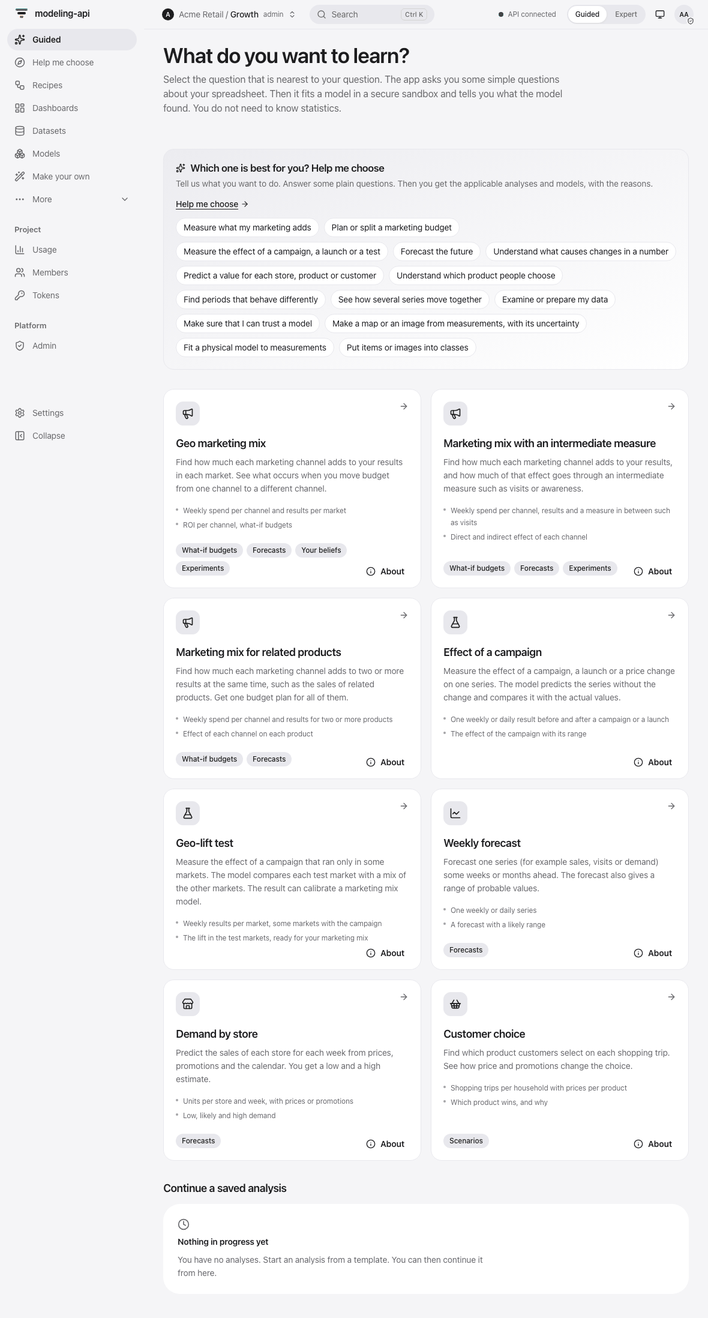 modeling-api
A
Acme Retail / Growth admin
Search
Ctrl K
API connected
Guided
Expert
AA
Guided
Help me choose
Recipes
Dashboards
Datasets
Models
Make your own
More
Project
Usage
Members
Tokens
Platform
Admin
Settings
Collapse
What do you want to learn?
Select the question that is nearest to your question. The app asks you some simple questions
about your spreadsheet. Then it fits a model in a secure sandbox and tells you what the model
found. You do not need to know statistics.
Which one is best for you? Help me choose
Tell us what you want to do. Answer some plain questions. Then you get the applicable analyses and models, with the reasons.
Help me choose
Measure what my marketing adds
Plan or split a marketing budget
Measure the effect of a campaign, a launch or a test
Forecast the future
Understand what causes changes in a number
Predict a value for each store, product or customer
Understand which product people choose
Find periods that behave differently
See how several series move together
Examine or prepare my data
Make sure that I can trust a model
Make a map or an image from measurements, with its uncertainty
Fit a physical model to measurements
Put items or images into classes
Geo marketing mix
Find how much each marketing channel adds to your results
in each market. See what occurs when you move budget
from one channel to a different channel.
Weekly spend per channel and results per market
ROI per channel, what-if budgets
What-if budgets
Forecasts
Your beliefs
Experiments
About
Marketing mix with an intermediate measure
Find how much each marketing channel adds to your results,
and how much of that effect goes through an intermediate
measure such as visits or awareness.
Weekly spend per channel, results and a measure in between such
as visits
Direct and indirect effect of each channel
What-if budgets
Forecasts
Experiments
About
Marketing mix for related products
Find how much each marketing channel adds to two or more
results at the same time, such as the sales of related
products. Get one budget plan for all of them.
Weekly spend per channel and results for two or more products
Effect of each channel on each product
What-if budgets
Forecasts
About
Effect of a campaign
Measure the effect of a campaign, a launch or a price change
on one series. The model predicts the series without the
change and compares it with the actual values.
One weekly or daily result before and after a campaign or a launch
The effect of the campaign with its range
About
Geo-lift test
Measure the effect of a campaign that ran only in some
markets. The model compares each test market with a mix of
the other markets. The result can calibrate a marketing mix
model.
Weekly results per market, some markets with the campaign
The lift in the test markets, ready for your marketing mix
About
Weekly forecast
Forecast one series (for example sales, visits or demand)
some weeks or months ahead. The forecast also gives a
range of probable values.
One weekly or daily series
A forecast with a likely range
Forecasts
About
Demand by store
Predict the sales of each store for each week from prices,
promotions and the calendar. You get a low and a high
estimate.
Units per store and week, with prices or promotions
Low, likely and high demand
Forecasts
About
Customer choice
Find which product customers select on each shopping trip.
See how price and promotions change the choice.
Shopping trips per household with prices per product
Which product wins, and why
Scenarios
About
Continue a saved analysis
Nothing in progress yet
You have no analyses. Start an analysis from a template. You can then continue it
from here.